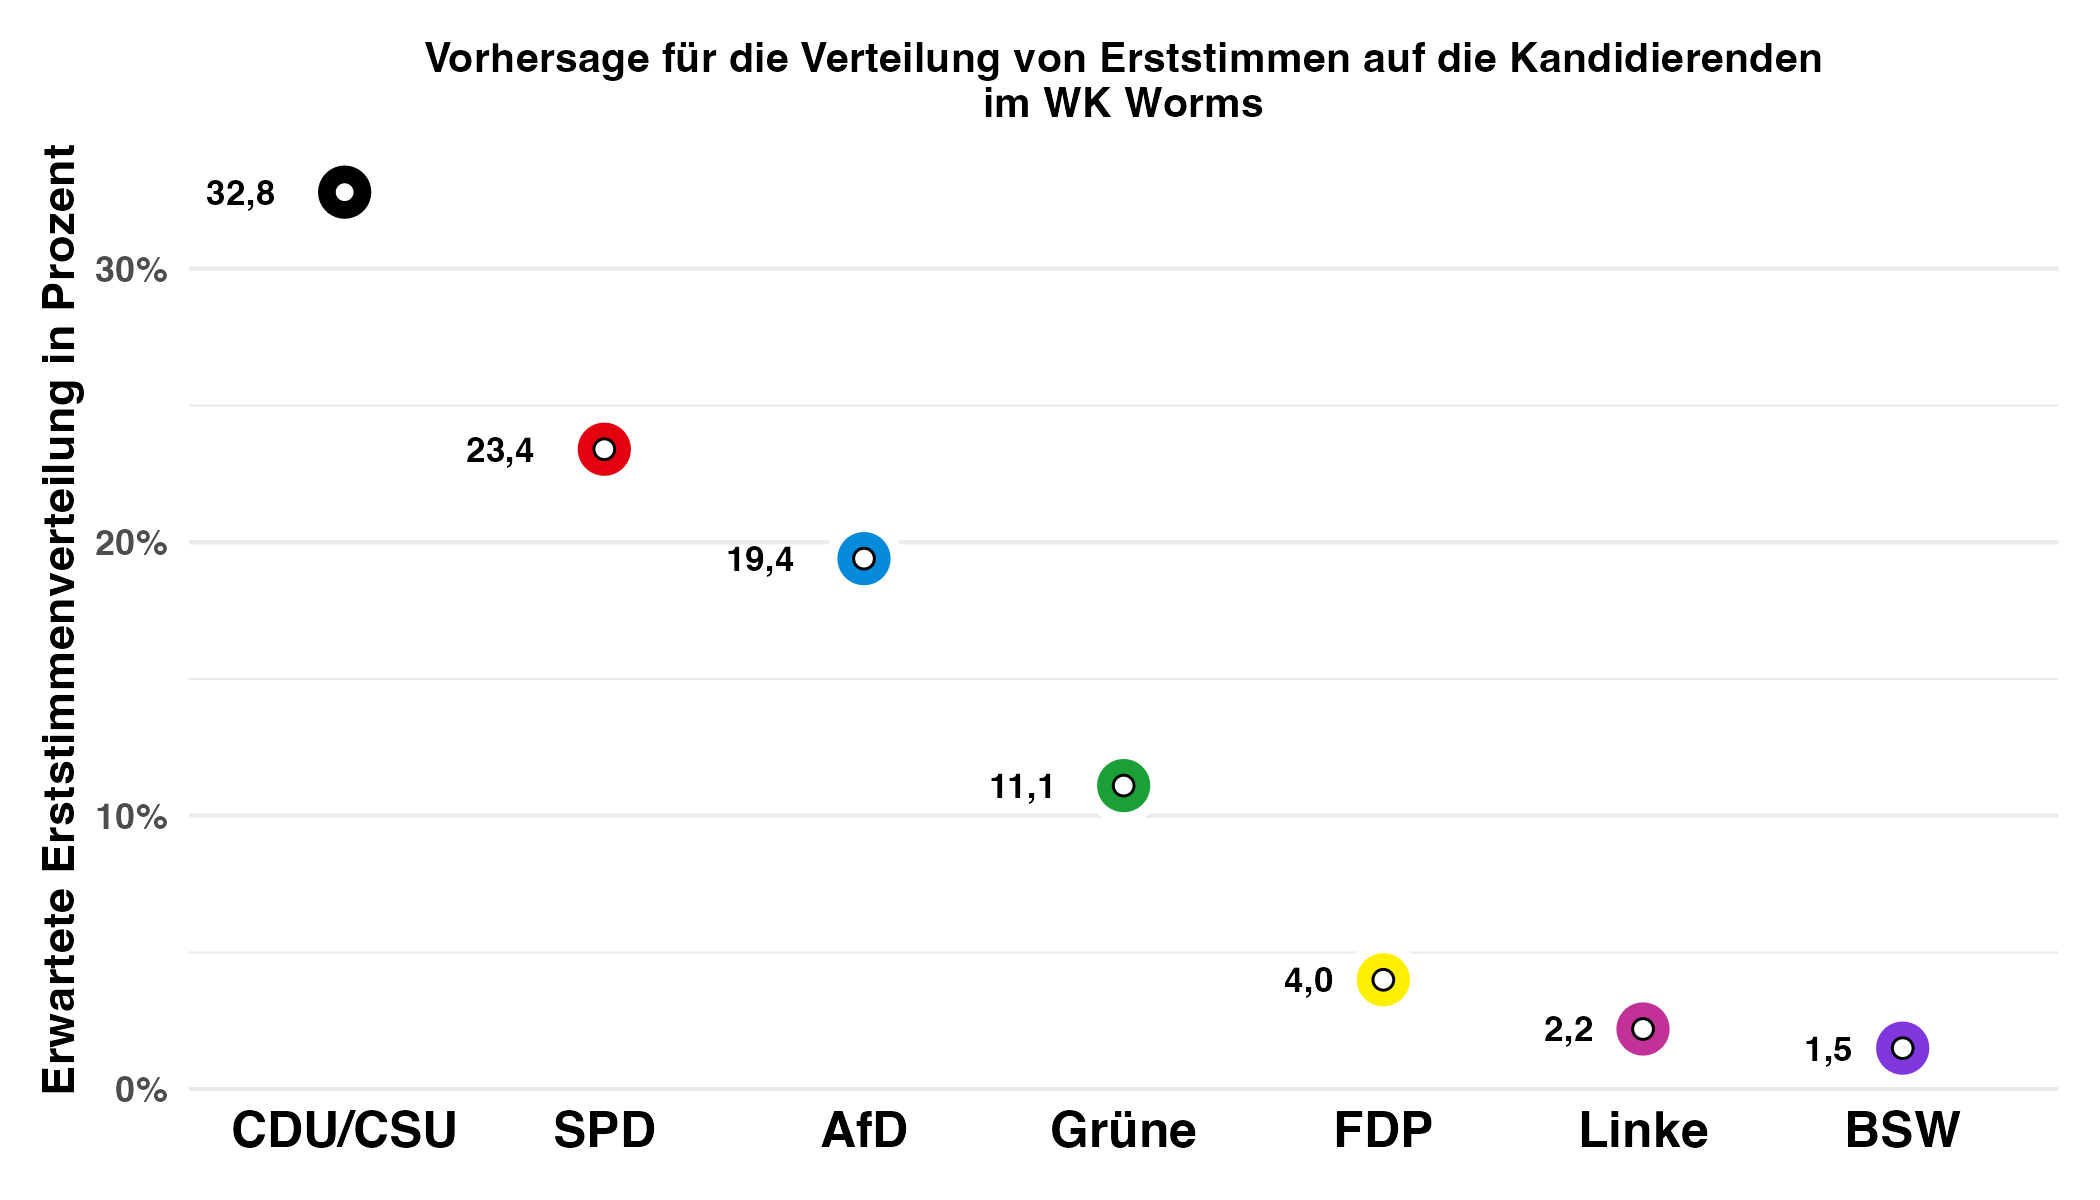 Vorhersage für die Verteilung von Erststimmen auf die Kandidierenden
im WK Worms
Erwartete Erststimmenverteilung in Prozent
30%
20%
10%
0%
32,8
23,4
19,4
11,1
4,0
2,2
1,5
CDU/CSU
SPD
AfD
Grüne
FDP
Linke
BSW